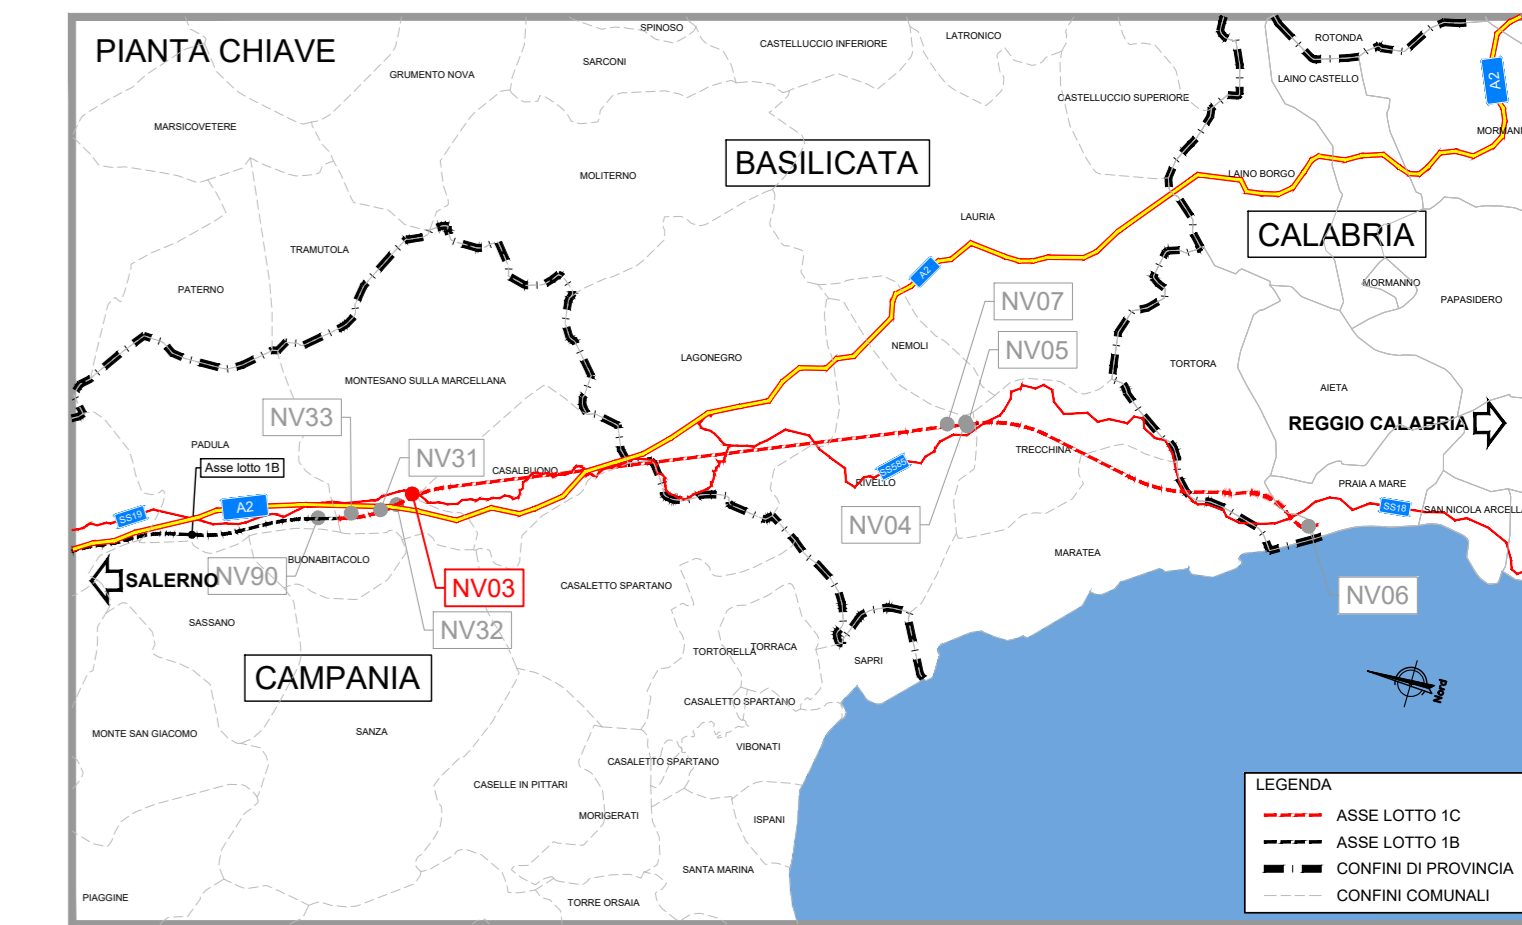 PIANTA CHIAVE
SPINOSO
CASTELLUCCIO INFERIORE
LATRONICO
ROTONDA
GRUMENTO NOVA
SARCONI
LAINO CASTELLO
A2
CASTELLUCCIO SUPERIORE
MARSICOVETERE
MORMANN
BASILICATA
MOLITERNO
LAINO BORGO
LAURIA
CALABRIA
TRAMUTOLA
A2
PATERNO
MORMANNO
PAPASIDERO
NV07
NEMOLI
NV05
LAGONEGRO
TORTORA
MONTESANO SULLA MARCELLANA
AIETA
NV33
REGGIO CALABRIA
PADULA
NV31
TRECCHINA
Asse lotto 1B
CASALBUONO
SS585
RIVELLO
PRAIA A MARE
A2
SS19
SS18
SAN NICOLA ARCELLA
NV04
MARATEA
BUONABITACOLO
SALERNO
NV90
CASALETTO SPARTANO
NV03
NV06
SASSANO
NV32
TORTORELLA
TORRACA
SAPRI
CAMPANIA
Nord
CASALETTO SPARTANO
MONTE SAN GIACOMO
SANZA
VIBONATI
CASALETTO SPARTANO
CASELLE IN PITTARI
LEGENDA
MORIGERATI
ISPANI
ASSE LOTTO 1C
ASSE LOTTO 1B
SANTA MARINA
CONFINI DI PROVINCIA
PIAGGINE
TORRE ORSAIA
CONFINI COMUNALI